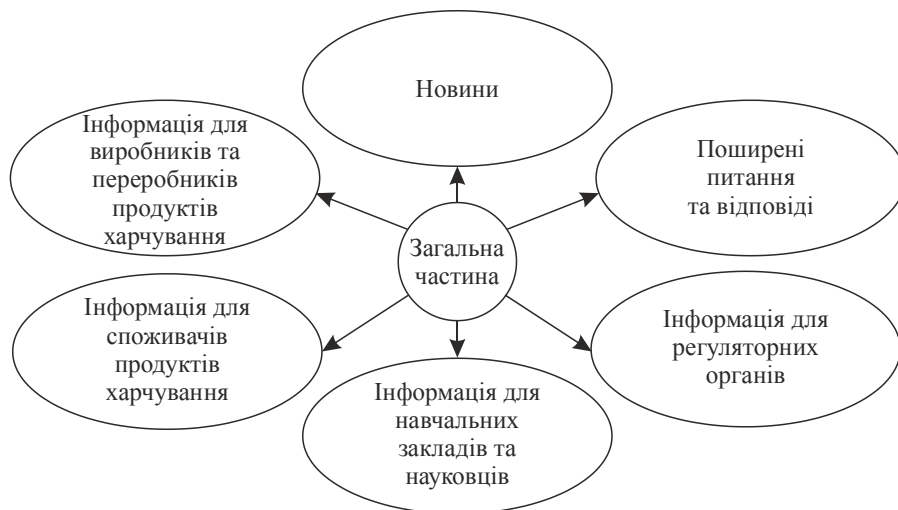 Новини
Інформація для
виробників та
переробників
продуктів
харчування
Поширені
питання
та відповіді
Загальна
частина
Інформація для
споживачів
продуктів
харчування
Інформація для
регуляторних
органів
Інформація для
навчальних
закладів та
науковців